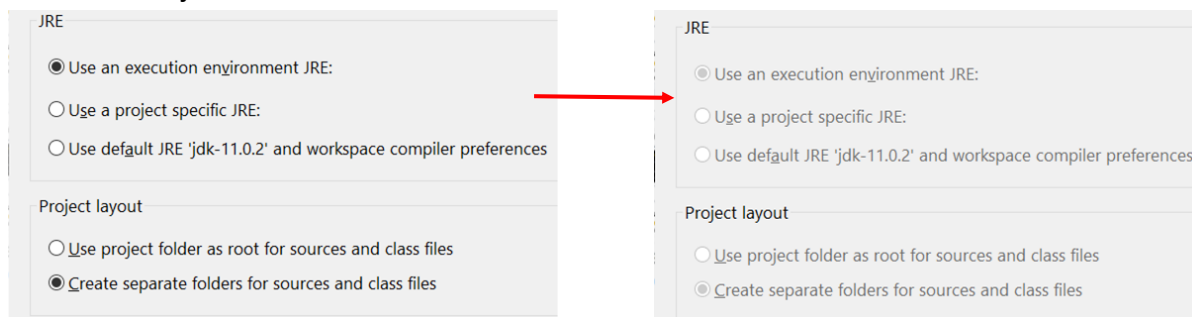 JRE
Use an execution environment JRE:
Use a project specific JRE:
Use default JRE 'jdk-11.0.2' and workspace compiler preferences
Project layout
Use project folder as root for sources and class files
Create separate folders for sources and class files
JRE
Use an execution environment JRE:
Use a project specific JRE:
Use default JRE 'jdk-11.0.2' and workspace compiler preferences
Project layout
Use project folder as root for sources and class files
Create separate folders for sources and class files